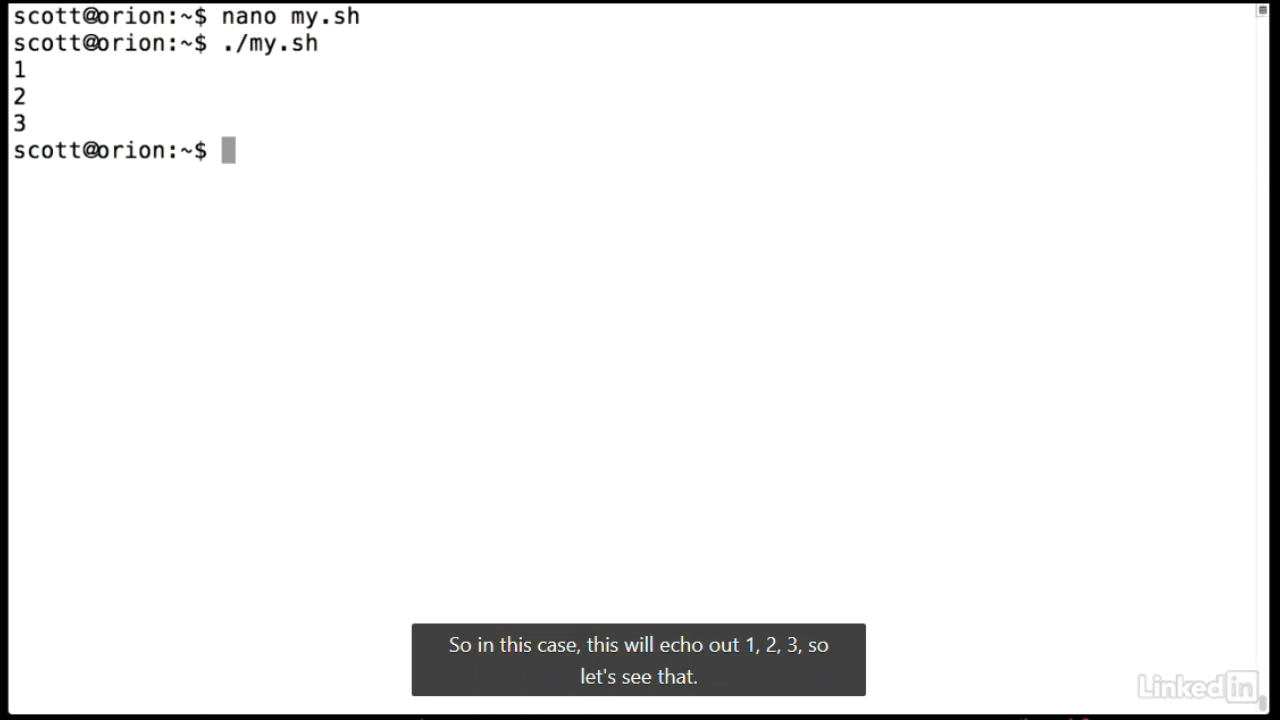 scott@orion:~$ nano my.sh
scott@orion:~$ ./my.sh
1
2
3
scott@orion:~$
So in this case, this will echo out 1, 2, 3, so
let's see that.
LinkedIn